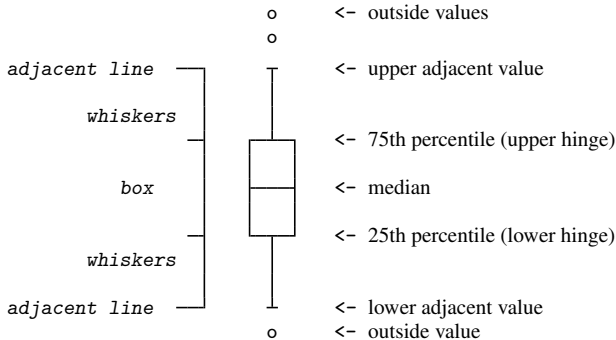 <- outside values
adjacent line <- upper adjacent value
whiskers
<- 75th percentile (upper hinge)
box <- median
<- 25th percentile (lower hinge)
whiskers
adjacent line <- lower adjacent value
<- outside value